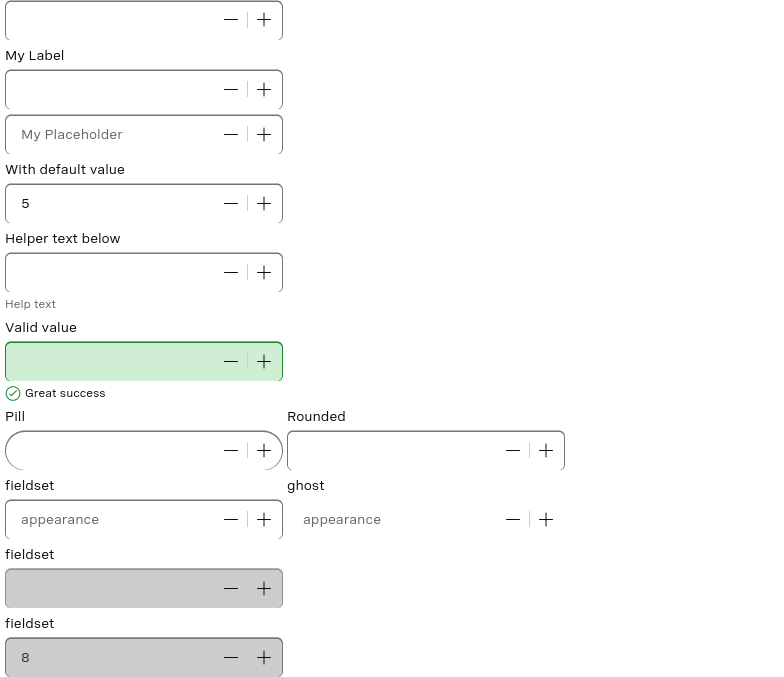 My Label
My Placeholder
With default value
5
Helper text below
Help text
Valid value
Great success
Pill Rounded
fieldset ghost
appearance appearance
fieldset
fieldset
8